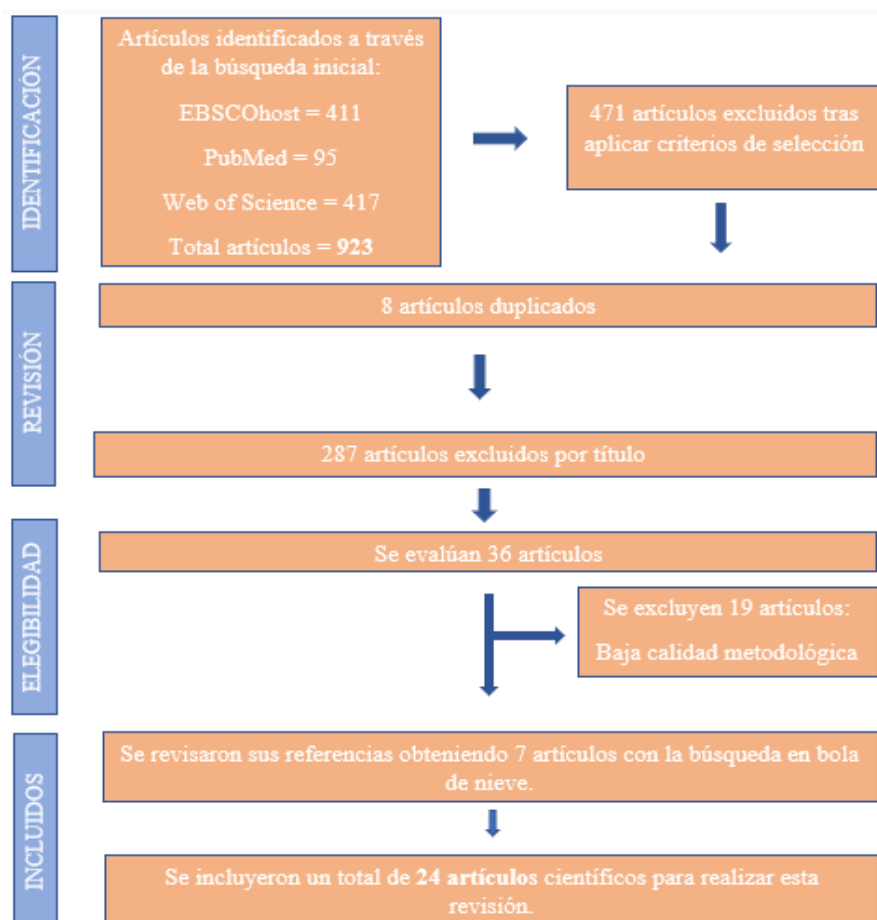 IDENTIFICACIÓN
Artículos identificados a través
de la búsqueda inicial:
EBSCOhost = 411
PubMed = 95
Web of Science = 417
Total artículos = 923
471 artículos excluidos tras
aplicar criterios de selección
REVISIÓN
8 artículos duplicados
287 artículos excluidos por título
ELEGIBILIDAD
Se evalúan 36 artículos
Se excluyen 19 artículos:
Baja calidad metodológica
INCLUIDOS
Se revisaron sus referencias obteniendo 7 artículos con la búsqueda en bola
de nieve.
Se incluyeron un total de 24 artículos científicos para realizar esta
revisión.